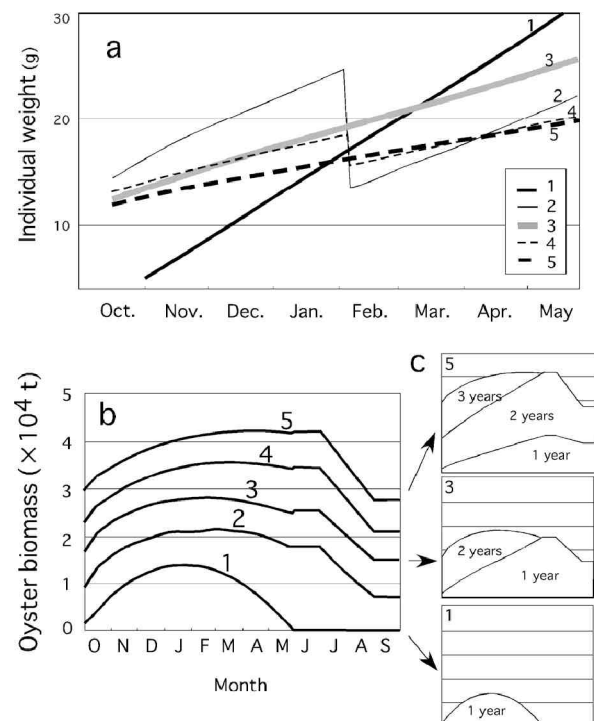 a
Individual weight (g)
30
20
10
1
3
2
4
5
1
2
3
4
5
Oct. Nov. Dec. Jan. Feb. Mar. Apr. May
b
Oyster biomass (×10⁴ t)
5
4
3
2
1
0
5
4
3
2
1
O N D J F M A M J J A S
Month
c
5
3 years
2 years
1 year
3
2 years
1 year
1
1 year